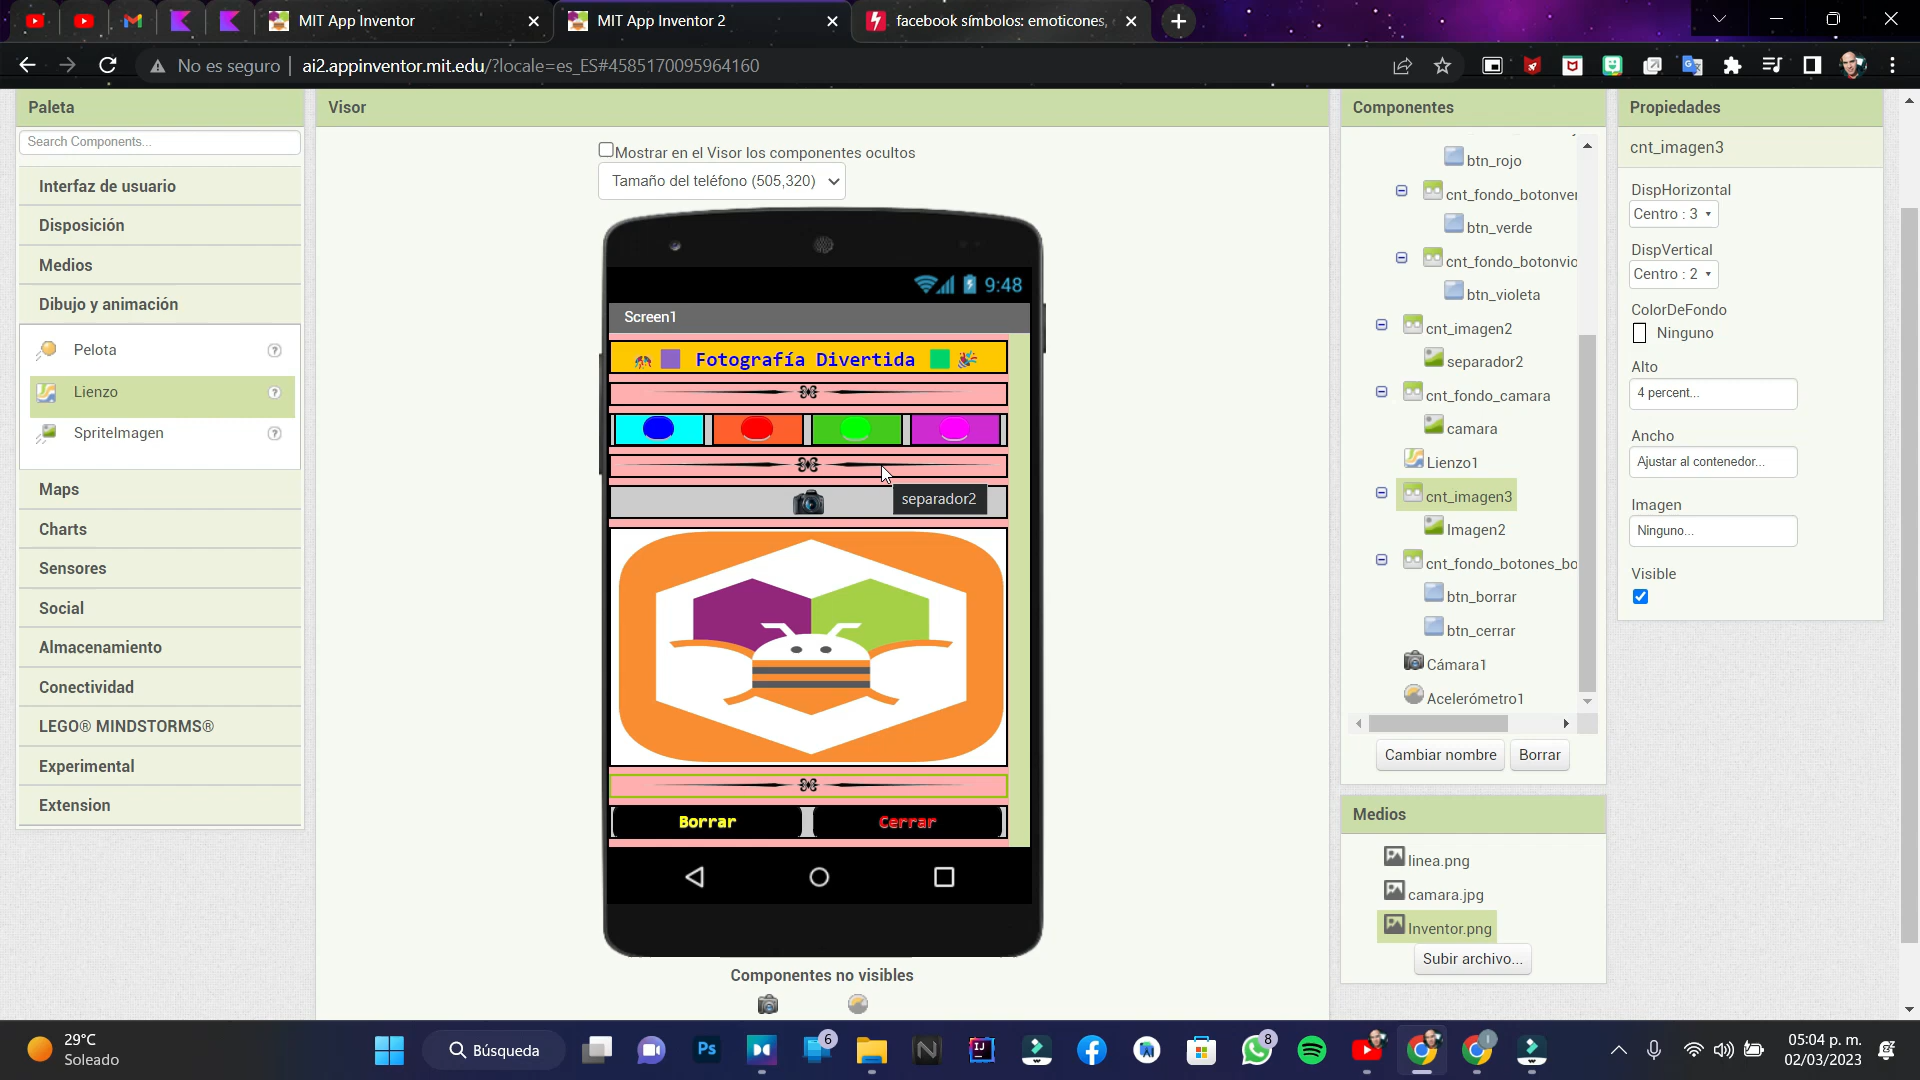 MIT App Inventor
MIT App Inventor 2
facebook símbolos: emoticones,
No es seguro
ai2.appinventor.mit.edu/?locale=es_ES#4585170095964160
Paleta
Visor
Componentes
Propiedades
Search Components...
Interfaz de usuario
Disposición
Medios
Dibujo y animación
Pelota
Lienzo
SpriteImagen
Maps
Charts
Sensores
Social
Almacenamiento
Conectividad
LEGO® MINDSTORMS®
Experimental
Extension
Mostrar en el Visor los componentes ocultos
Tamaño del teléfono (505,320)
9:48
Screen1
Fotografía Divertida
separador2
Borrar
Cerrar
Componentes no visibles
btn_rojo
cnt_fondo_botonver
btn_verde
cnt_fondo_botonvio
btn_violeta
cnt_imagen2
separador2
cnt_fondo_camara
camara
Lienzo1
cnt_imagen3
Imagen2
cnt_fondo_botones_bo
btn_borrar
btn_cerrar
Cámara1
Acelerómetro1
Cambiar nombre
Borrar
Medios
linea.png
camara.jpg
Inventor.png
Subir archivo...
cnt_imagen3
DispHorizontal
Centro : 3
DispVertical
Centro : 2
ColorDeFondo
Ninguno
Alto
4 percent...
Ancho
Ajustar al contenedor...
Imagen
Ninguno...
Visible
29°C
Soleado
Búsqueda
Ps
6
N
IJ
8
05:04 p. m.
02/03/2023